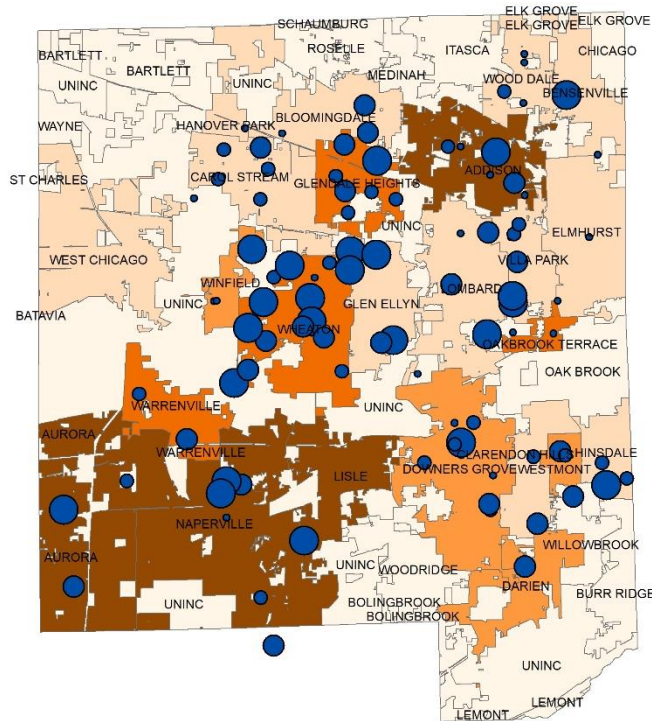 ELK GROVE
SCHAUMBURG
ELK GROVE
ELK GROVE
ROSELLE
ITASCA
CHICAGO
BARTLETT
BARTLETT
MEDINAH
UNINC
UNINC
WOOD DALE
BENSENVILLE
BLOOMINGDALE
WAYNE
HANOVER PARK
ADDISON
ST CHARLES
CAROL STREAM
GLENDALE HEIGHTS
UNINC
ELMHURST
WEST CHICAGO
VILLA PARK
WINFIELD
LOMBARD
UNINC
GLEN ELLYN
BATAVIA
WHEATON
OAKBROOK TERRACE
OAK BROOK
UNINC
WARRENVILLE
AURORA
WARRENVILLE
CLARENDON HILLS
HINSDALE
LISLE
DOWNERS GROVE
WESTMONT
NAPERVILLE
WILLOWBROOK
AURORA
UNINC
WOODRIDGE
DARIEN
BURR RIDGE
UNINC
BOLINGBROOK
BOLINGBROOK
UNINC
LEMONT
LEMONT